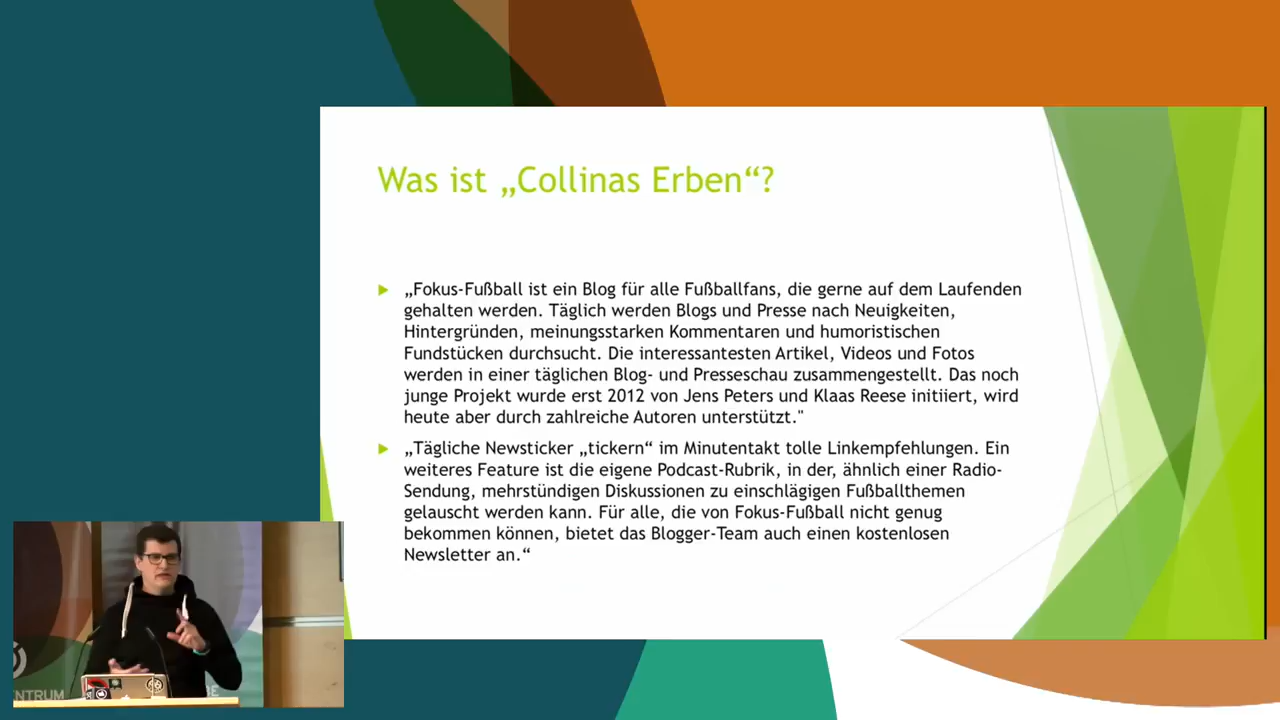 Was ist „Collinas Erben“?
„Fokus-Fußball ist ein Blog für alle Fußballfans, die gerne auf dem Laufenden
gehalten werden. Täglich werden Blogs und Presse nach Neuigkeiten,
Hintergründen, meinungsstarken Kommentaren und humoristischen
Fundstücken durchsucht. Die interessantesten Artikel, Videos und Fotos
werden in einer täglichen Blog- und Presseschau zusammengestellt. Das noch
junge Projekt wurde erst 2012 von Jens Peters und Klaas Reese initiiert, wird
heute aber durch zahlreiche Autoren unterstützt."
„Tägliche Newsticker „tickern“ im Minutentakt tolle Linkempfehlungen. Ein
weiteres Feature ist die eigene Podcast-Rubrik, in der, ähnlich einer Radio-
Sendung, mehrstündigen Diskussionen zu einschlägigen Fußballthemen
gelauscht werden kann. Für alle, die von Fokus-Fußball nicht genug
bekommen können, bietet das Blogger-Team auch einen kostenlosen
Newsletter an.“